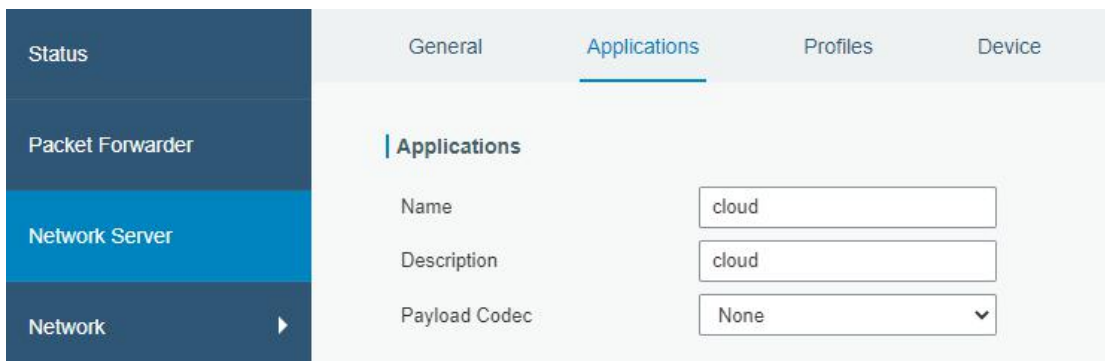 Status
General Applications Profiles Device
Packet Forwarder
Applications
Name cloud
Network Server
Description cloud
Payload Codec None
Network